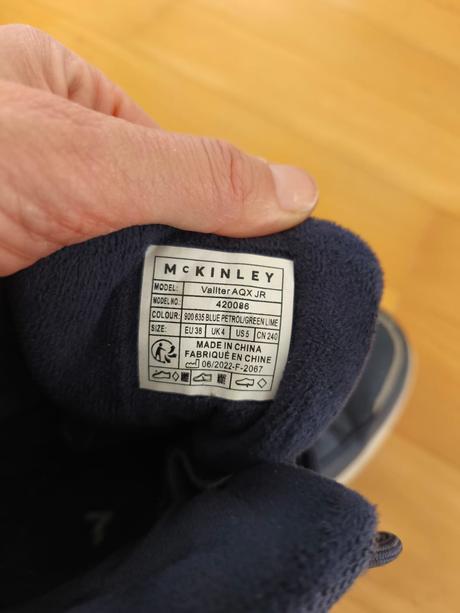 McKINLEY
MODEL: Vallter AQX JR
MODEL NO.: 420086
COLOUR: 900 635 BLUE PETROL/GREEN LIME
SIZE: EU 38 UK 4 US 5 CN 240
MADE IN CHINA
FABRIQUÉ EN CHINE
06/2022-F-2067